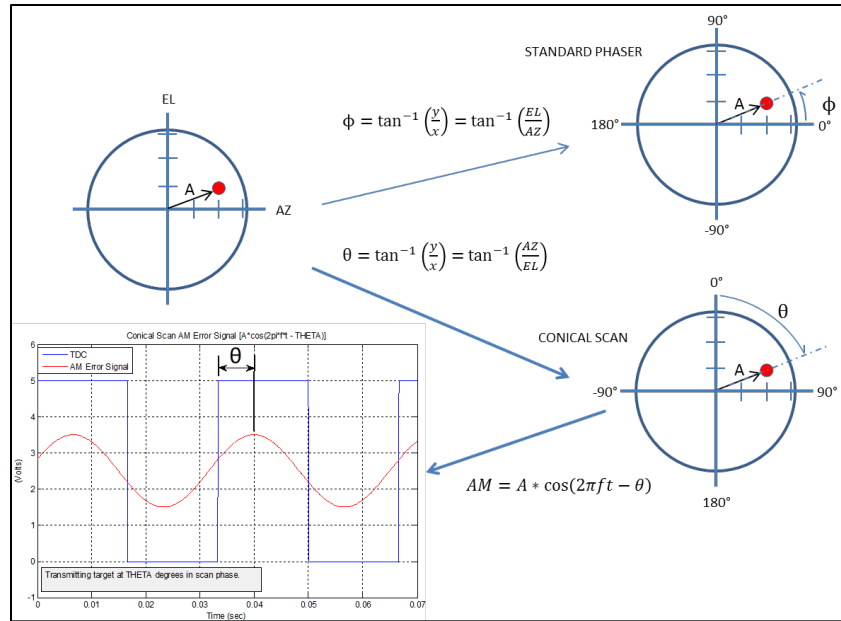 EL
A
AZ
ϕ = tan⁻¹ (y/x) = tan⁻¹ (EL/AZ)
STANDARD PHASER
90°
A
ϕ
180°
0°
-90°
θ = tan⁻¹ (y/x) = tan⁻¹ (AZ/EL)
0°
θ
CONICAL SCAN
A
-90°
90°
180°
AM = A ∗ cos(2πft − θ)
Conical Scan AM Error Signal [A*cos(2pi*f*t - THETA)]
TDC
AM Error Signal
θ
6
5
4
3
2
1
0
-1
(Volts)
Transmitting target at THETA degrees in scan phase.
0 0.01 0.02 0.03 0.04 0.05 0.06 0.07
Time (sec)